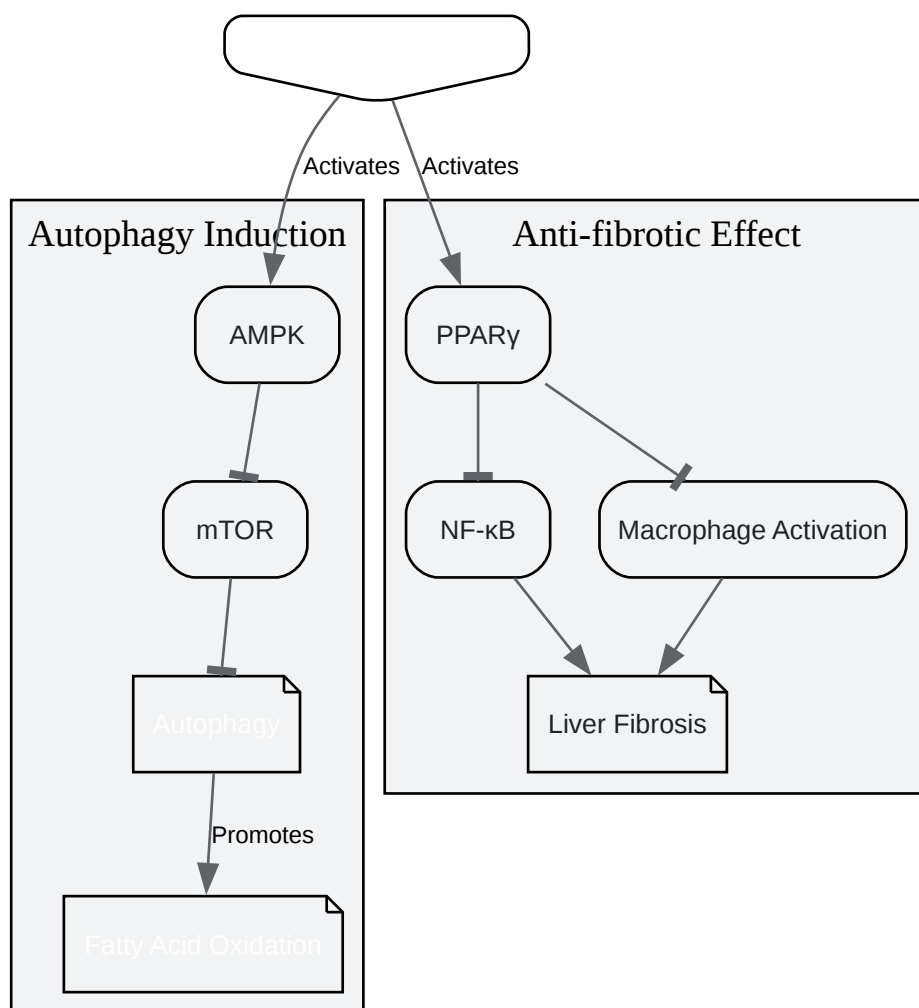 Activates
Activates
Autophagy Induction
Anti-fibrotic Effect
AMPK
PPARγ
mTOR
NF-κB
Macrophage Activation
Autophagy
Liver Fibrosis
Promotes
Fatty Acid Oxidation